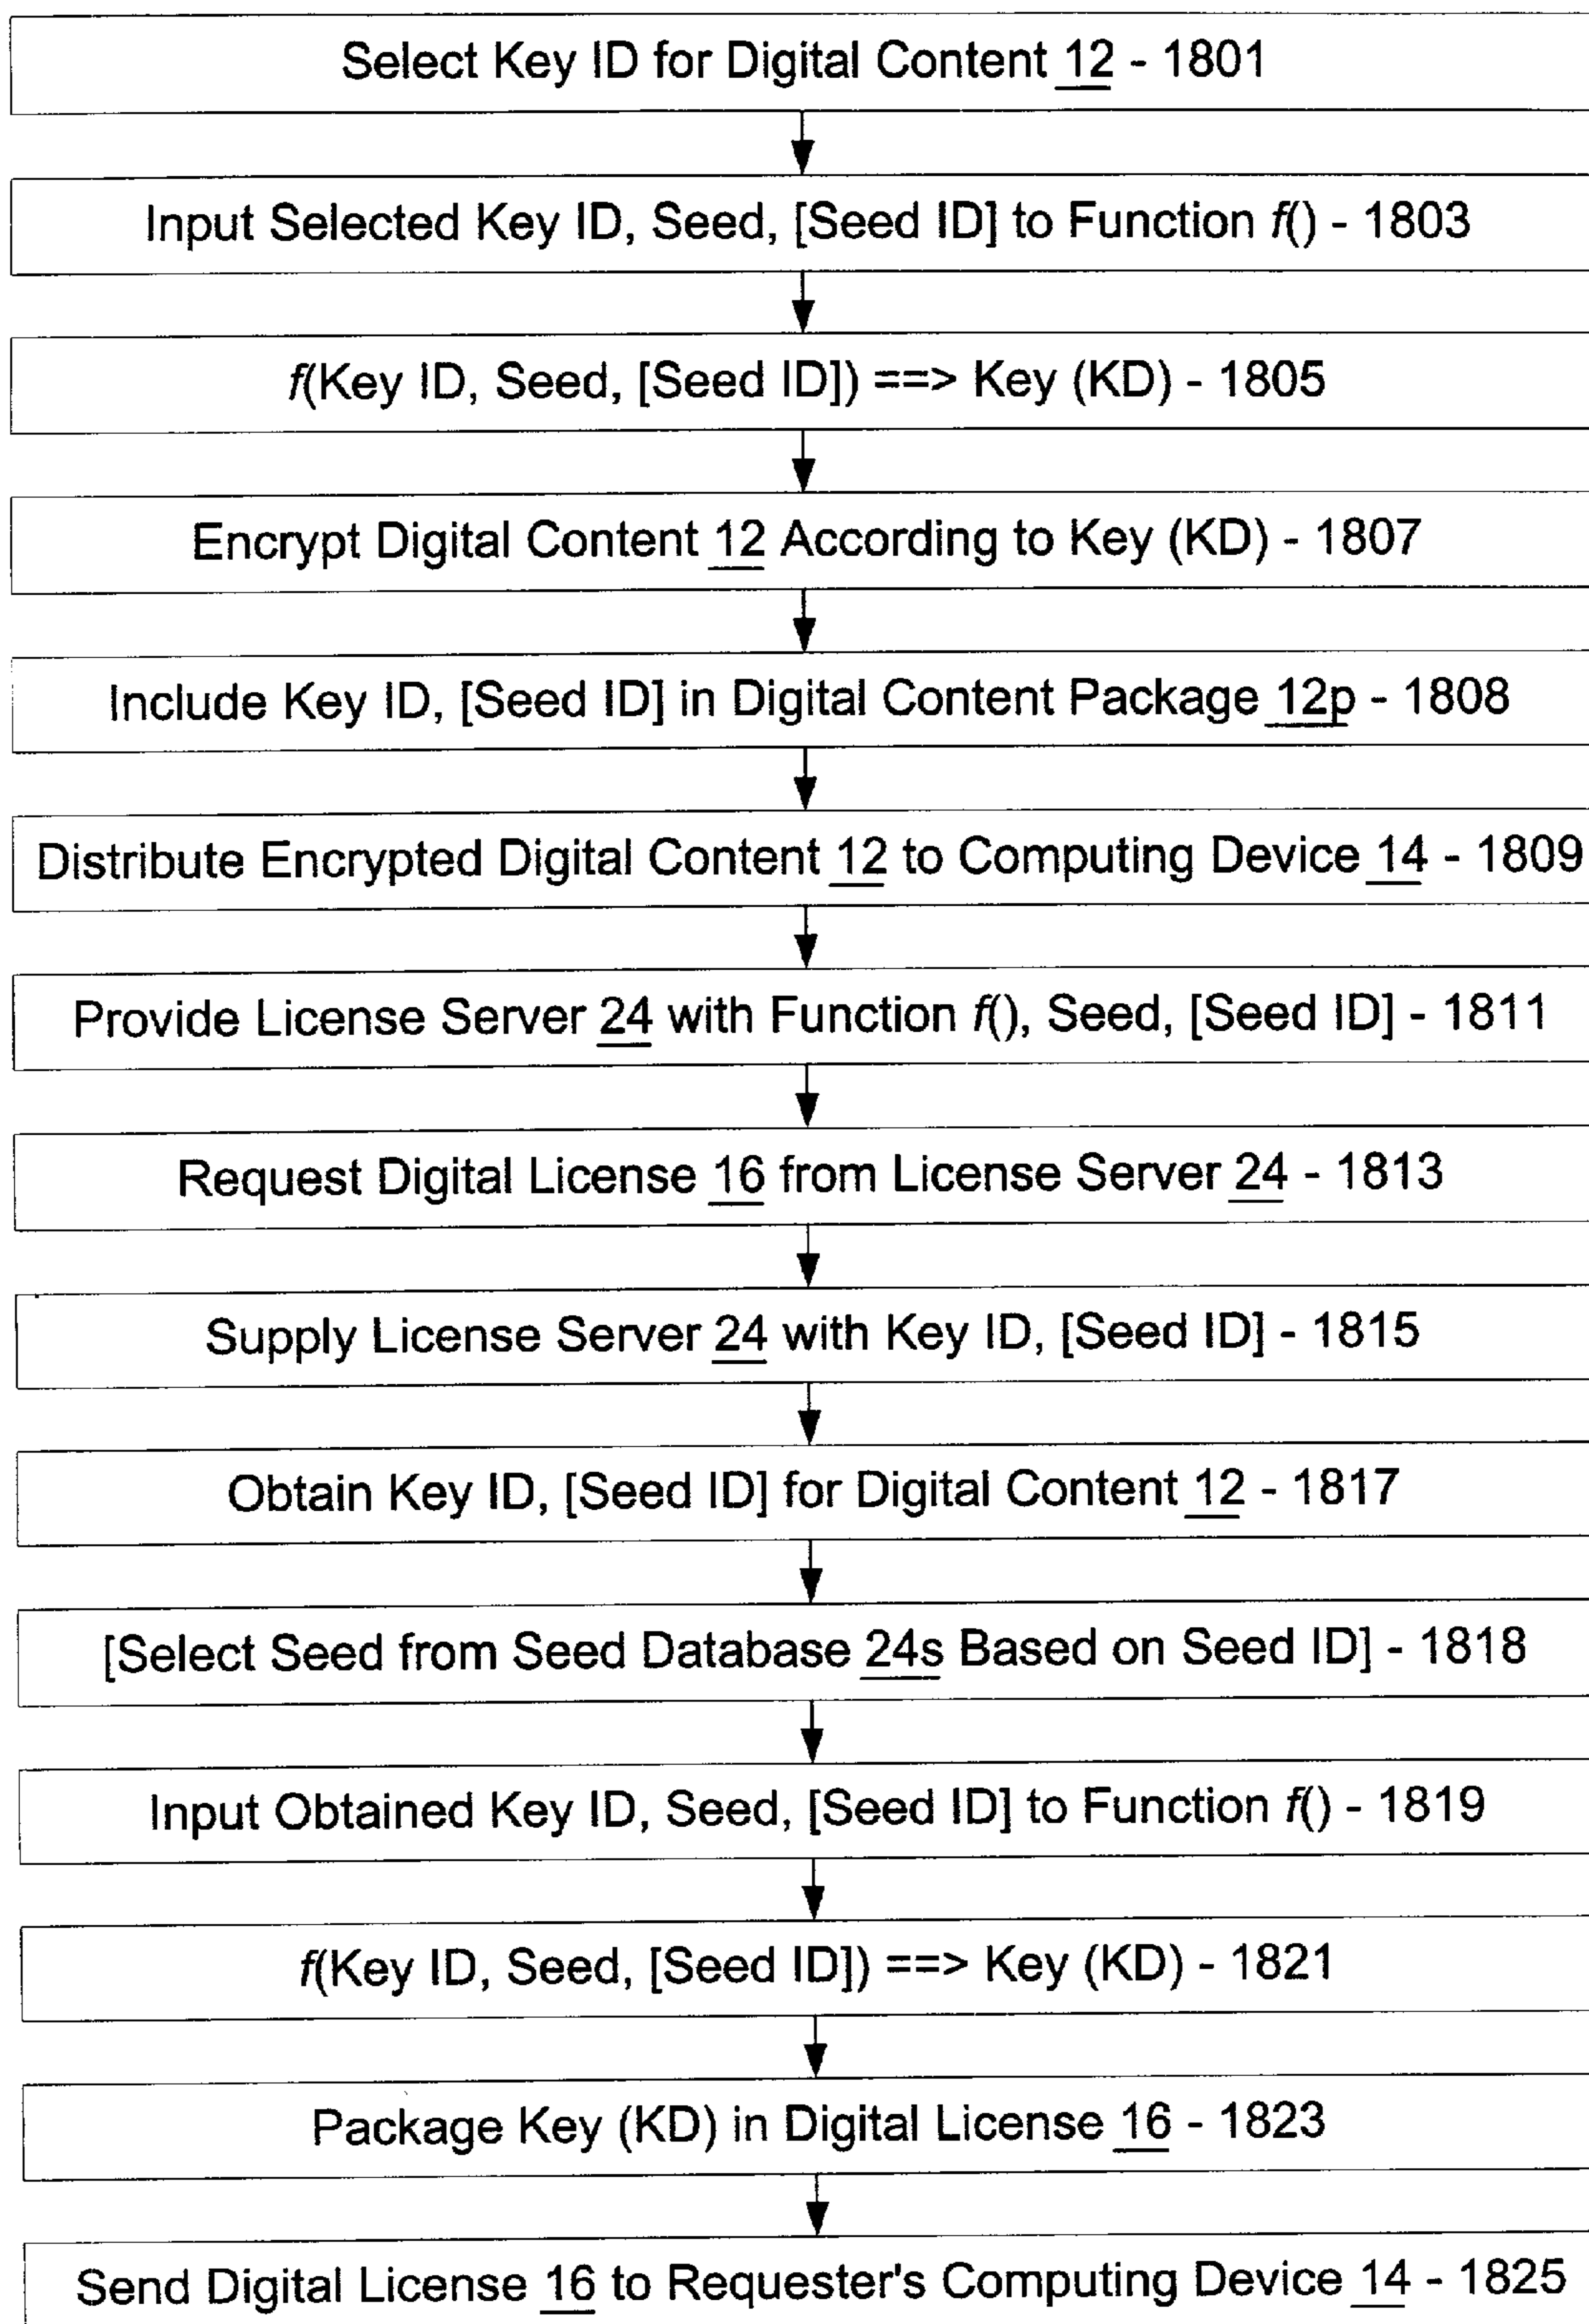 Select Key ID for Digital Content 12 - 1801
Input Selected Key ID, Seed, [Seed ID] to Function f() - 1803
f(Key ID, Seed, [Seed ID]) ==> Key (KD) - 1805
Encrypt Digital Content 12 According to Key (KD) - 1807
Include Key ID, [Seed ID] in Digital Content Package 12p - 1808
Distribute Encrypted Digital Content 12 to Computing Device 14 - 1809
Provide License Server 24 with Function f(), Seed, [Seed ID] - 1811
Request Digital License 16 from License Server 24 - 1813
Supply License Server 24 with Key ID, [Seed ID] - 1815
Obtain Key ID, [Seed ID] for Digital Content 12 - 1817
[Select Seed from Seed Database 24s Based on Seed ID] - 1818
Input Obtained Key ID, Seed, [Seed ID] to Function f() - 1819
f(Key ID, Seed, [Seed ID]) ==> Key (KD) - 1821
Package Key (KD) in Digital License 16 - 1823
Send Digital License 16 to Requester's Computing Device 14 - 1825